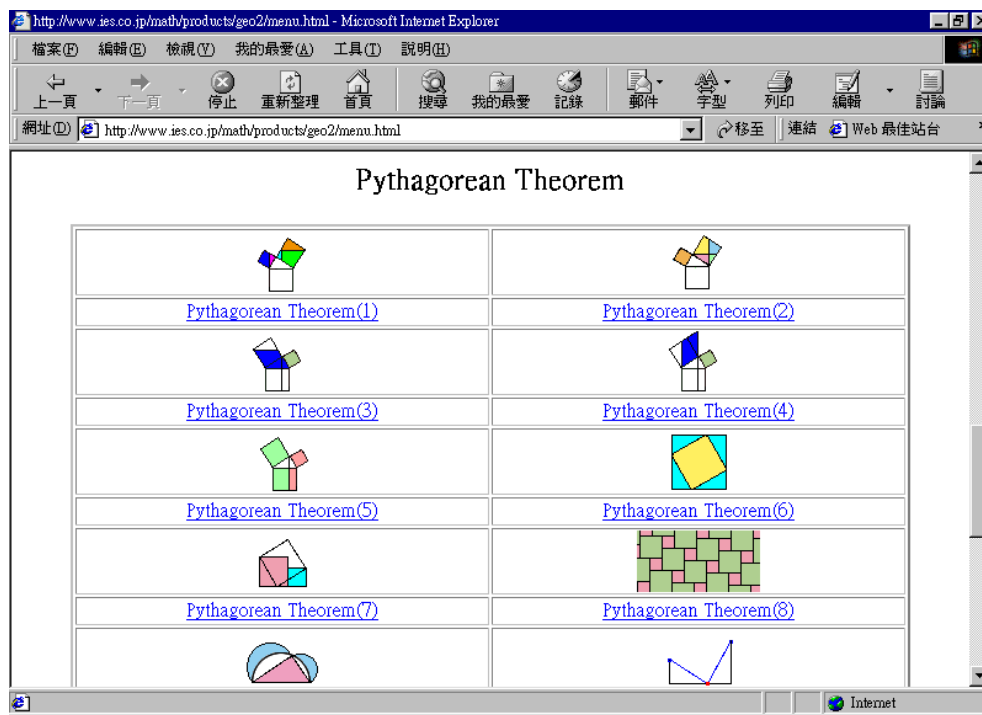 http://www.ies.co.jp/math/products/geo2/menu.html - Microsoft Internet Explorer
檔案(F) 編輯(E) 檢視(V) 我的最愛(A) 工具(T) 說明(H)
上一頁 下一頁 停止 重新整理 首頁 搜尋 我的最愛 記錄 郵件 字型 列印 編輯 討論
網址(D) http://www.ies.co.jp/math/products/geo2/menu.html 移至 連結 Web 最佳站台
Pythagorean Theorem
Pythagorean Theorem(1) Pythagorean Theorem(2)
Pythagorean Theorem(3) Pythagorean Theorem(4)
Pythagorean Theorem(5) Pythagorean Theorem(6)
Pythagorean Theorem(7) Pythagorean Theorem(8)
Internet